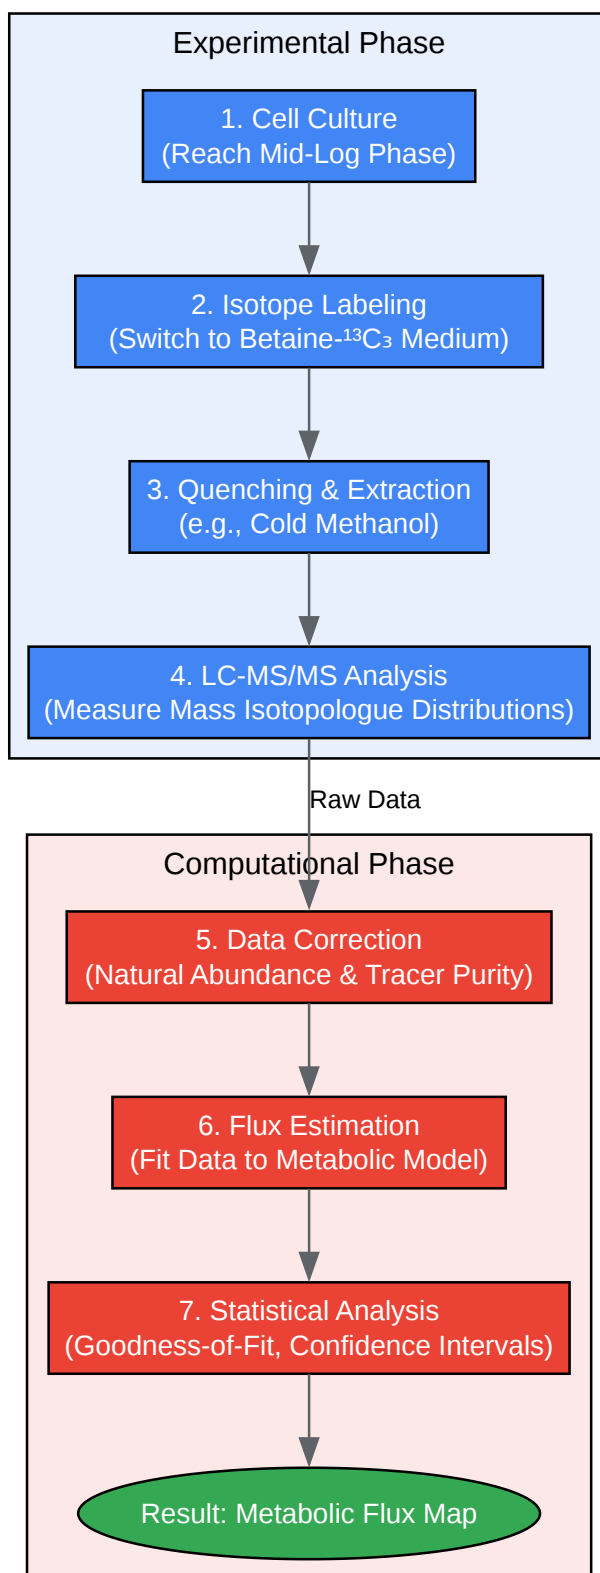 Experimental Phase
1. Cell Culture
(Reach Mid-Log Phase)
2. Isotope Labeling
(Switch to Betaine-¹³C₃ Medium)
3. Quenching & Extraction
(e.g., Cold Methanol)
4. LC-MS/MS Analysis
(Measure Mass Isotopologue Distributions)
Raw Data
Computational Phase
5. Data Correction
(Natural Abundance & Tracer Purity)
6. Flux Estimation
(Fit Data to Metabolic Model)
7. Statistical Analysis
(Goodness-of-Fit, Confidence Intervals)
Result: Metabolic Flux Map